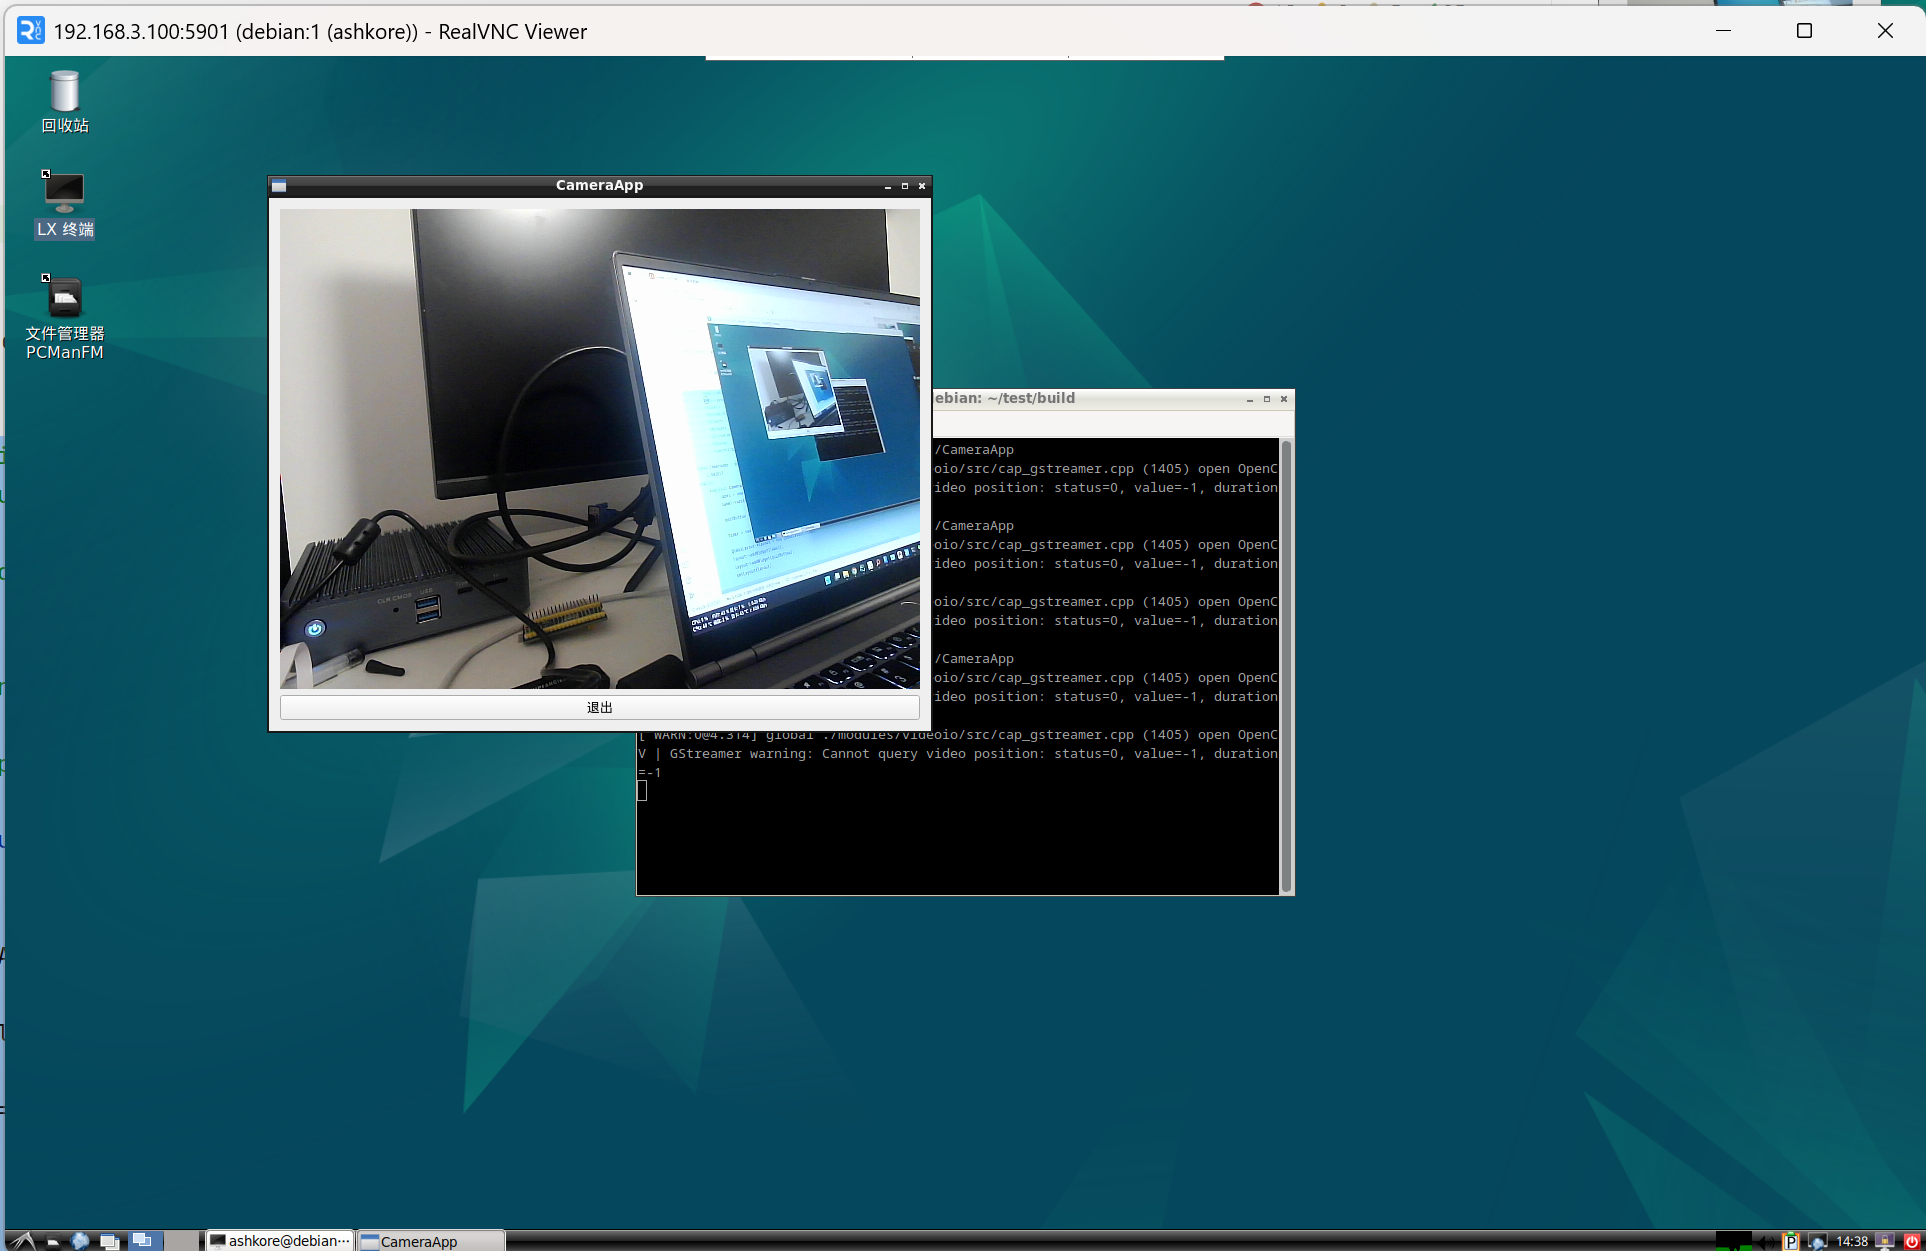 192.168.3.100:5901 (debian:1 (ashkore)) - RealVNC Viewer
回收站
LX 终端
文件管理器
PCManFM
CameraApp
CLR CMOS USB
退出
ebian: ~/test/build
/CameraApp
oio/src/cap_gstreamer.cpp (1405) open OpenC
ideo position: status=0, value=-1, duration
/CameraApp
oio/src/cap_gstreamer.cpp (1405) open OpenC
ideo position: status=0, value=-1, duration
oio/src/cap_gstreamer.cpp (1405) open OpenC
ideo position: status=0, value=-1, duration
/CameraApp
oio/src/cap_gstreamer.cpp (1405) open OpenC
ideo position: status=0, value=-1, duration
[ WARN:0@4.314] global ./modules/videoio/src/cap_gstreamer.cpp (1405) open OpenC
V | GStreamer warning: Cannot query video position: status=0, value=-1, duration
=-1
ashkore@debian···
CameraApp
14:38